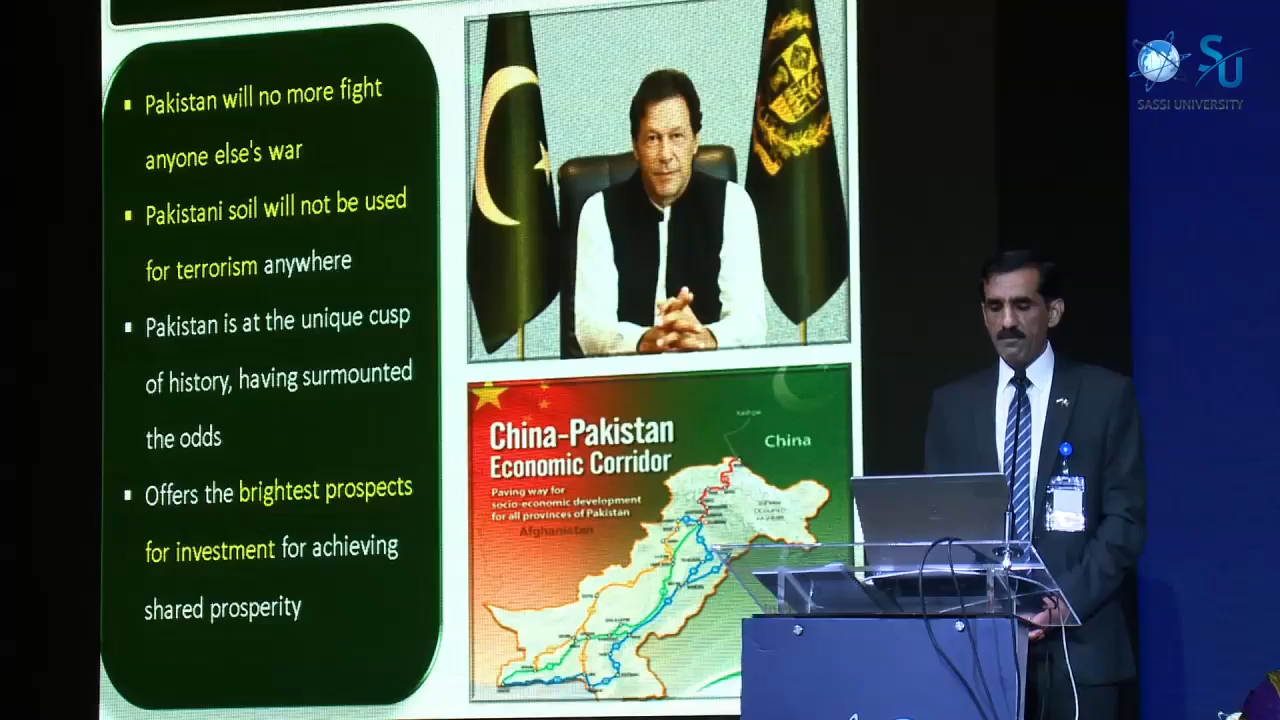 Pakistan will no more fight
anyone else's war
Pakistani soil will not be used
for terrorism anywhere
Pakistan is at the unique cusp
of history, having surmounted
the odds
Offers the brightest prospects
for investment for achieving
shared prosperity
China-Pakistan
Economic Corridor
Paving way for
socio-economic development
for all provinces of Pakistan
Afghanistan
Kashgar
China
SU
SASSI UNIVERSITY